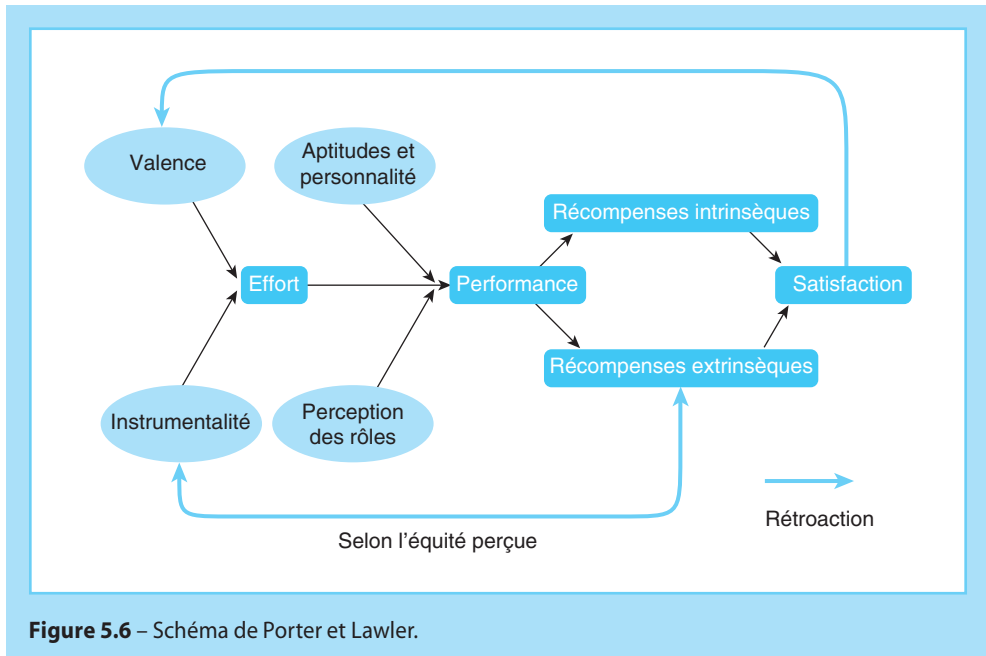 Valence
Aptitudes et
personnalité
Récompenses intrinsèques
Effort
Performance
Satisfaction
Récompenses extrinsèques
Instrumentalité
Perception
des rôles
Rétroaction
Selon l’équité perçue
Figure 5.6 – Schéma de Porter et Lawler.